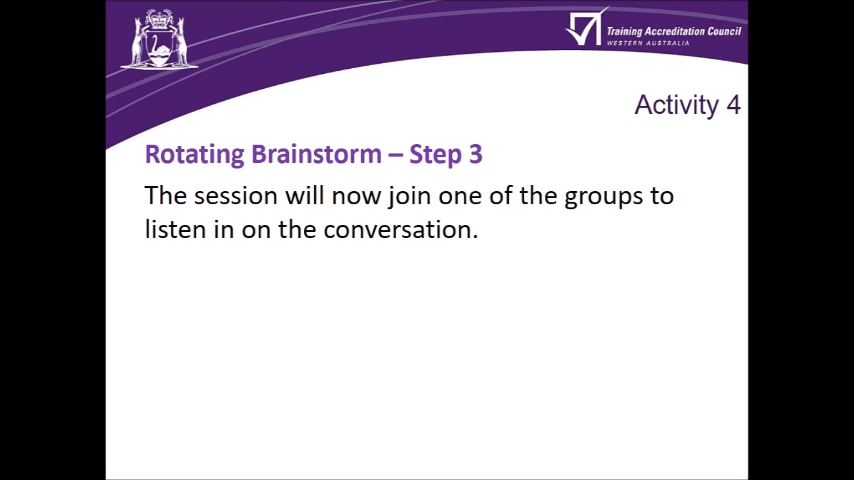 Training Accreditation Council
WESTERN AUSTRALIA
Activity 4
Rotating Brainstorm – Step 3
The session will now join one of the groups to
listen in on the conversation.